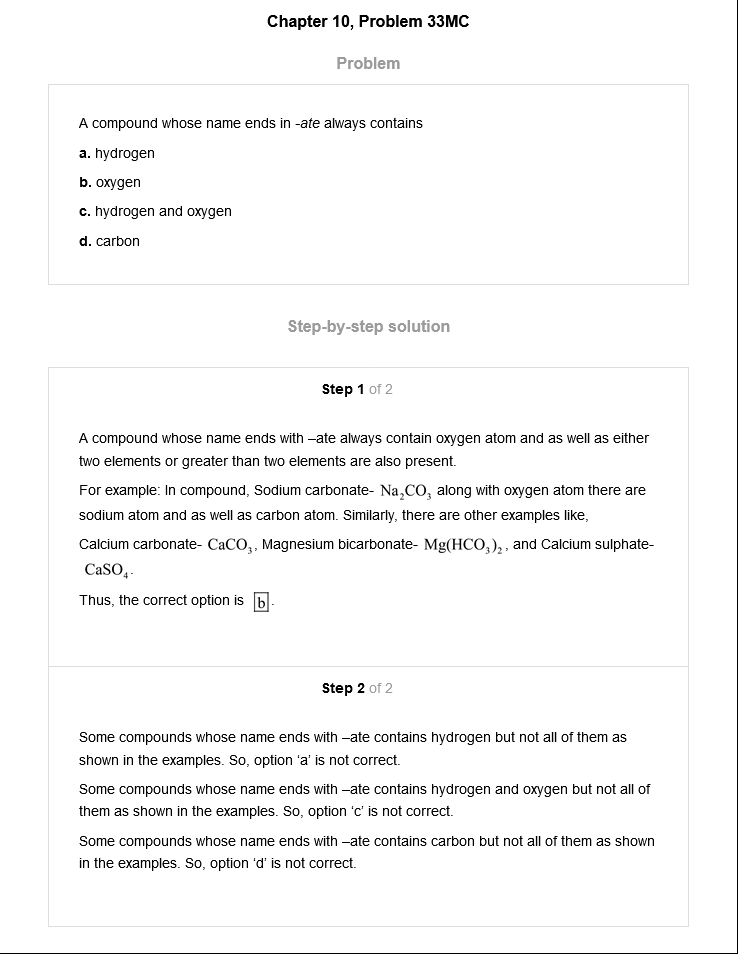 Chapter 10, Problem 33MC
Problem
A compound whose name ends in -ate always contains
a. hydrogen
b. oxygen
c. hydrogen and oxygen
d. carbon
Step-by-step solution
Step 1 of 2
A compound whose name ends with –ate always contain oxygen atom and as well as either
two elements or greater than two elements are also present.
For example: In compound, Sodium carbonate- Na₂CO₃ along with oxygen atom there are
sodium atom and as well as carbon atom. Similarly, there are other examples like,
Calcium carbonate- CaCO₃, Magnesium bicarbonate- Mg(HCO₃)₂, and Calcium sulphate-
CaSO₄.
Thus, the correct option is b.
Step 2 of 2
Some compounds whose name ends with –ate contains hydrogen but not all of them as
shown in the examples. So, option ‘a’ is not correct.
Some compounds whose name ends with –ate contains hydrogen and oxygen but not all of
them as shown in the examples. So, option ‘c’ is not correct.
Some compounds whose name ends with –ate contains carbon but not all of them as shown
in the examples. So, option ‘d’ is not correct.